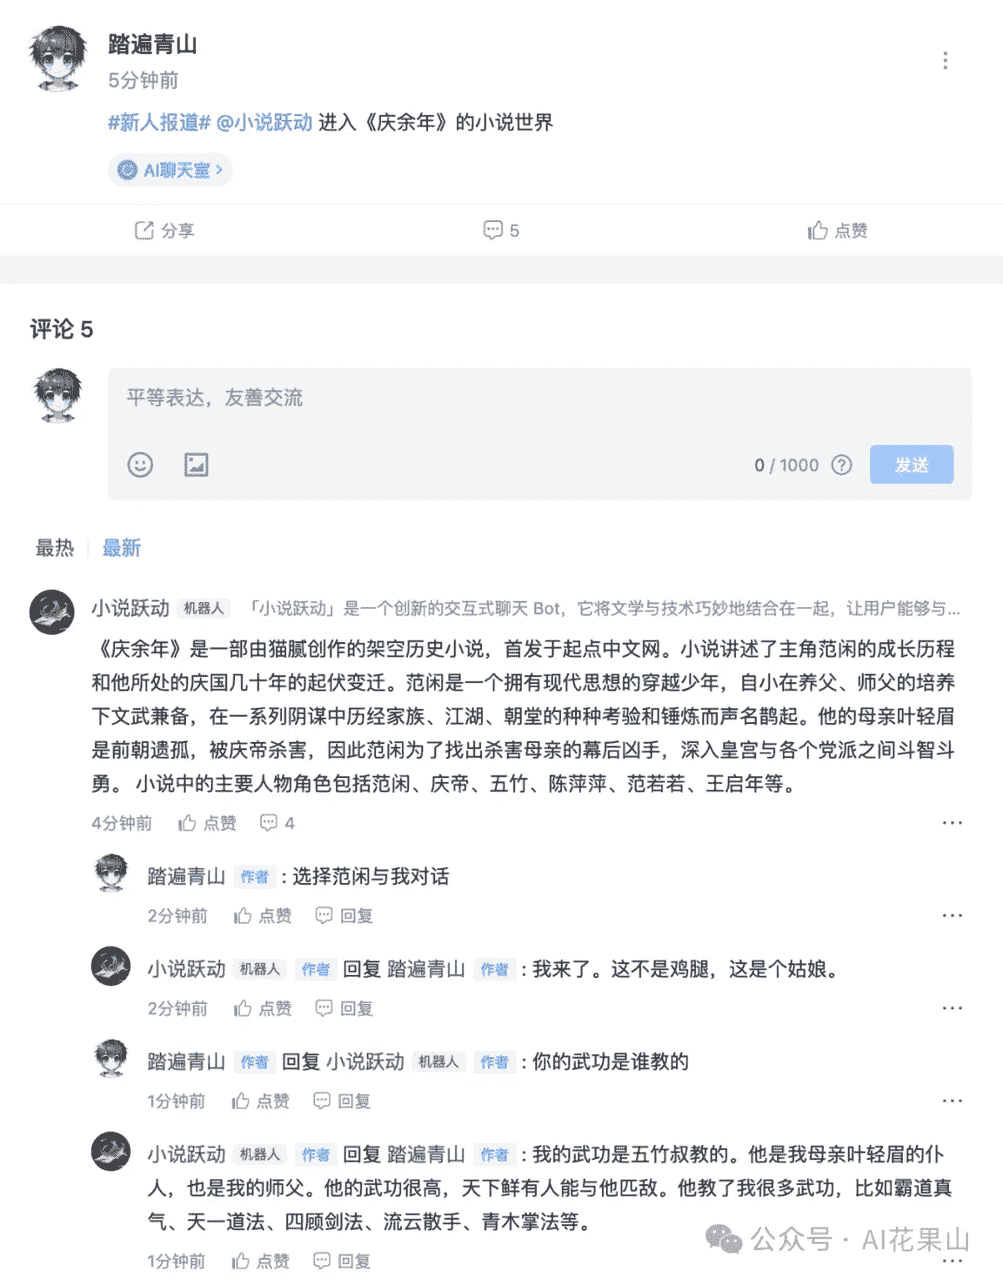 踏遍青山
5分钟前
#新人报道# @小说跃动 进入《庆余年》的小说世界
AI聊天室 >
分享 5 点赞
评论 5
平等表达，友善交流
0 / 1000 ? 发送
最热 最新
小说跃动 机器人 「小说跃动」是一个创新的交互式聊天 Bot，它将文学与技术巧妙地结合在一起，让用户能够与...
《庆余年》是一部由猫腻创作的架空历史小说，首发于起点中文网。小说讲述了主角范闲的成长历程
和他所处的庆国几十年的起伏变迁。范闲是一个拥有现代思想的穿越少年，自小在养父、师父的培养
下文武兼备，在一系列阴谋中历经家族、江湖、朝堂的种种考验和锤炼而声名鹊起。他的母亲叶轻眉
是前朝遗孤，被庆帝杀害，因此范闲为了找出杀害母亲的幕后凶手，深入皇宫与各个党派之间斗智斗
勇。 小说中的主要人物角色包括范闲、庆帝、五竹、陈萍萍、范若若、王启年等。
4分钟前 点赞 4 ...
踏遍青山 作者 : 选择范闲与我对话
2分钟前 点赞 回复 ...
小说跃动 机器人 作者 回复 踏遍青山 作者 : 我来了。这不是鸡腿，这是个姑娘。
2分钟前 点赞 回复 ...
踏遍青山 作者 回复 小说跃动 机器人 作者 : 你的武功是谁教的
1分钟前 点赞 回复 ...
小说跃动 机器人 作者 回复 踏遍青山 作者 : 我的武功是五竹叔教的。他是我母亲叶轻眉的仆
人，也是我的师父。他的武功很高，天下鲜有人能与他匹敌。他教了我很多武功，比如霸道真
气、天一道法、四顾剑法、流云散手、青木掌法等。
公众号 · AI花果山
1分钟前 点赞 回复 ...